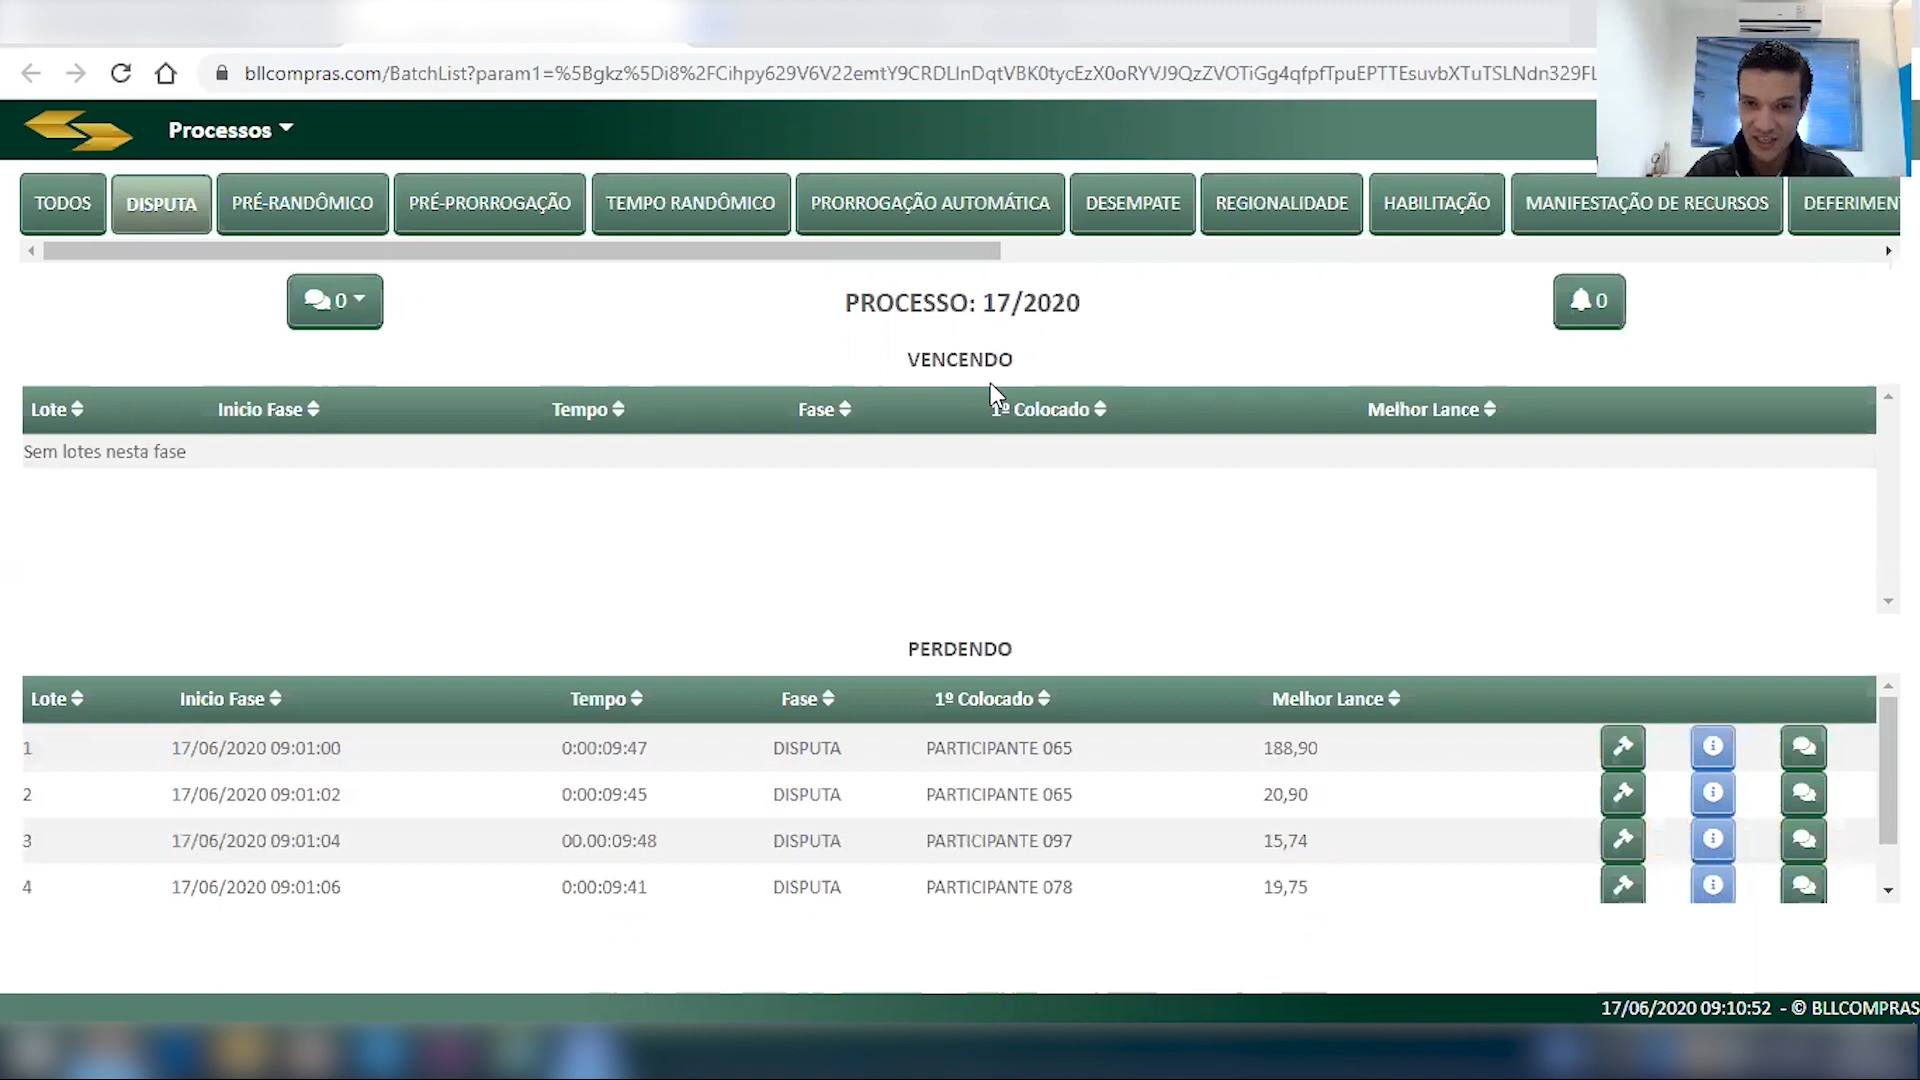 bllcompras.com/BatchList?param1=%5Bgkz%5Di8%2FCihpy629V6V22emtY9CRDLlnDqtVBK0tycEzX0oRYVJ9QzZVOTiGg4qfpfTpuEPTTEsuvbXTuTSLNdn329FL
Processos
TODOS DISPUTA PRÉ-RANDÔMICO PRÉ-PRORROGAÇÃO TEMPO RANDÔMICO PRORROGAÇÃO AUTOMÁTICA DESEMPATE REGIONALIDADE HABILITAÇÃO MANIFESTAÇÃO DE RECURSOS DEFERIMEN
0 PROCESSO: 17/2020 0
VENCENDO
Lote Inicio Fase Tempo Fase 1º Colocado Melhor Lance
Sem lotes nesta fase
PERDENDO
Lote Inicio Fase Tempo Fase 1º Colocado Melhor Lance
1 17/06/2020 09:01:00 0:00:09:47 DISPUTA PARTICIPANTE 065 188,90
2 17/06/2020 09:01:02 0:00:09:45 DISPUTA PARTICIPANTE 065 20,90
3 17/06/2020 09:01:04 00.00:09:48 DISPUTA PARTICIPANTE 097 15,74
4 17/06/2020 09:01:06 0:00:09:41 DISPUTA PARTICIPANTE 078 19,75
17/06/2020 09:10:52 - © BLLCOMPRAS